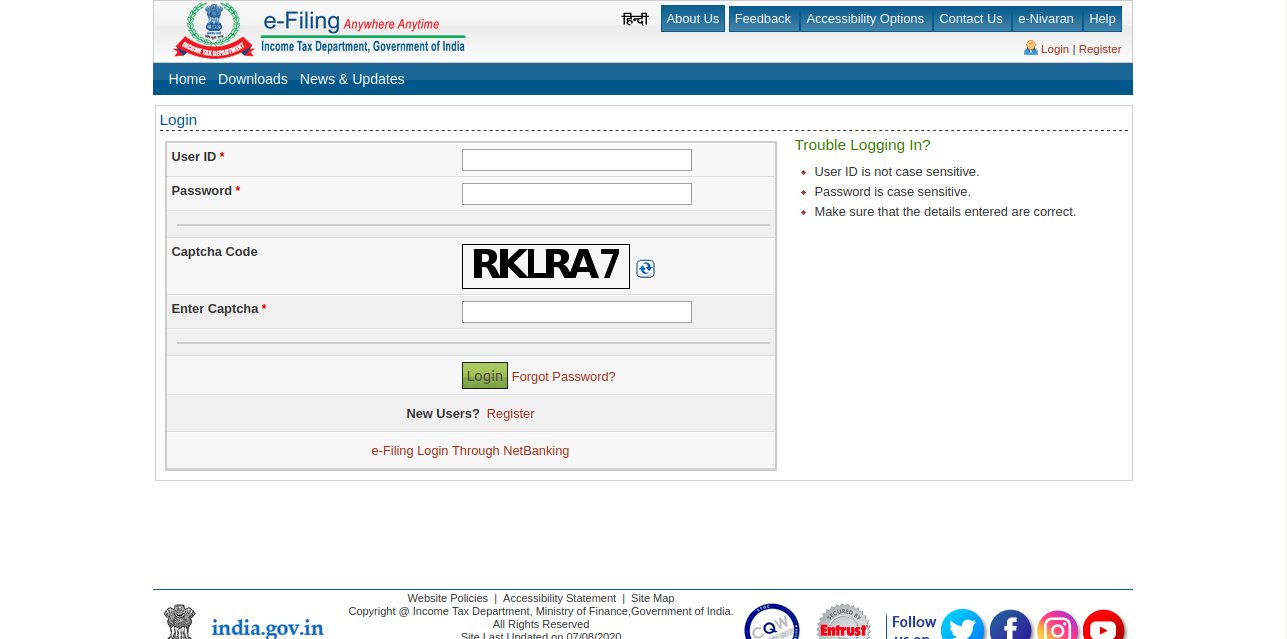 e-Filing Anywhere Anytime
Income Tax Department, Government of India
INCOME TAX DEPARTMENT
हिन्दी About Us Feedback Accessibility Options Contact Us e-Nivaran Help
Login | Register
Home Downloads News & Updates
Login
User ID *
Password *
Captcha Code
RKLRA7
Enter Captcha *
Login Forgot Password?
New Users? Register
e-Filing Login Through NetBanking
Trouble Logging In?
User ID is not case sensitive.
Password is case sensitive.
Make sure that the details entered are correct.
Website Policies | Accessibility Statement | Site Map
Copyright @ Income Tax Department, Ministry of Finance,Government of India.
All Rights Reserved
Site Last Updated on 07/08/2020
india.gov.in
CQW
SECURED BY
Entrust
Follow
us on